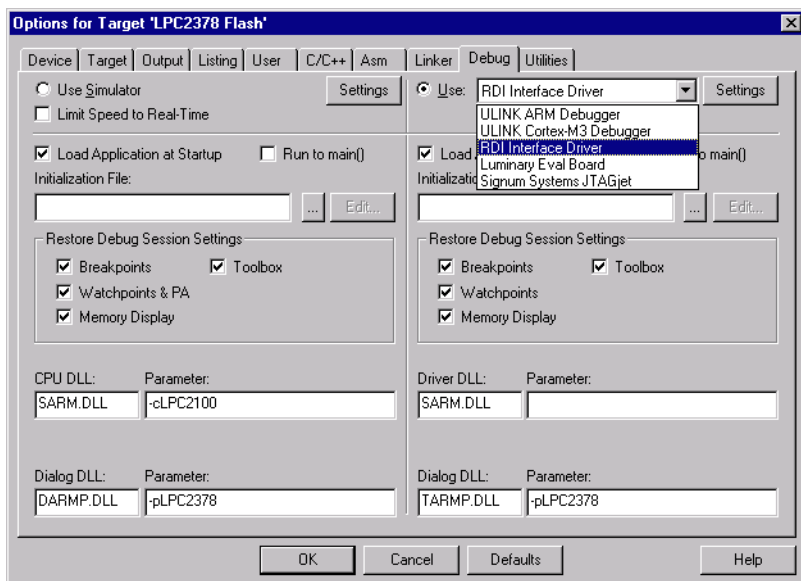 Options for Target 'LPC2378 Flash'
Device Target Output Listing User C/C++ Asm Linker Debug Utilities
Use Simulator Settings
Limit Speed to Real-Time
Use: RDI Interface Driver Settings
ULINK ARM Debugger
ULINK Cortex-M3 Debugger
RDI Interface Driver
Luminary Eval Board
Signum Systems JTAGjet
Load Application at Startup Run to main()
Initialization File:
... Edit...
Restore Debug Session Settings
Breakpoints Toolbox
Watchpoints & PA
Memory Display
CPU DLL: Parameter:
SARM.DLL -cLPC2100
Dialog DLL: Parameter:
DARMP.DLL -pLPC2378
Load main()
... Edit...
Restore Debug Session Settings
Breakpoints Toolbox
Watchpoints
Memory Display
Driver DLL: Parameter:
SARM.DLL
Dialog DLL: Parameter:
TARMP.DLL -pLPC2378
OK Cancel Defaults Help